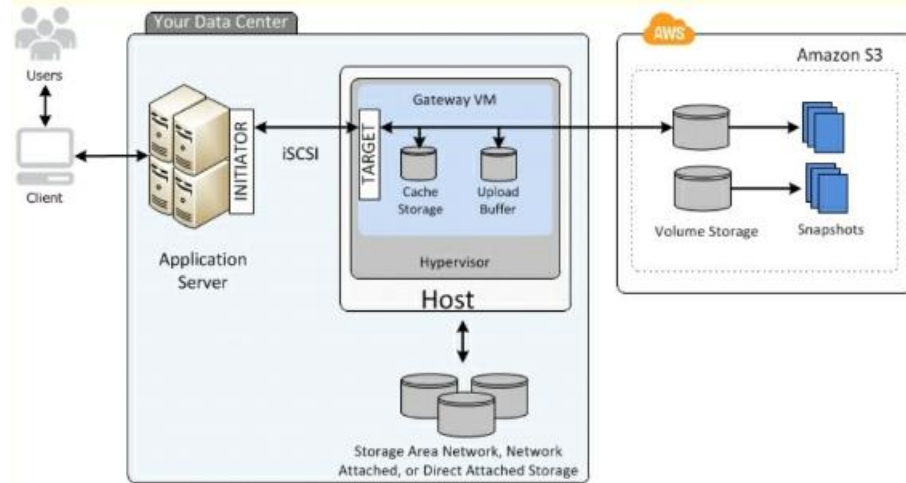 Your Data Center
AWS
Amazon S3
Users
Client
INITIATOR
iSCSI
TARGET
Gateway VM
Cache
Storage
Upload
Buffer
Hypervisor
Host
Application
Server
Volume Storage
Snapshots
Storage Area Network, Network
Attached, or Direct Attached Storage